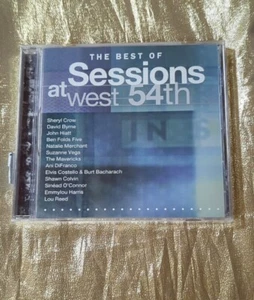 THE BEST OF
Sessions
at west 54th
Sheryl Crow
David Byrne
John Hiatt
Ben Folds Five
Natalie Merchant
Suzanne Vega
The Mavericks
Ani DiFranco
Elvis Costello & Burt Bacharach
Shawn Colvin
Sinéad O'Connor
Emmylou Harris
Lou Reed